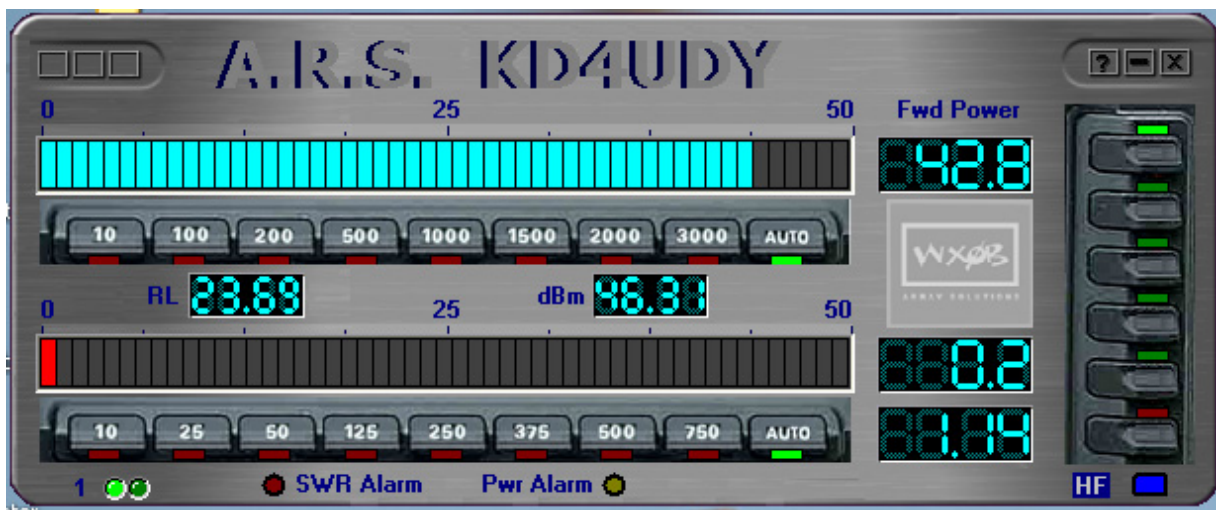 A.R.S. KD4UDY
? X
0 25 50 Fwd Power
42.8
10 100 200 500 1000 1500 2000 3000 AUTO
WXØB
ARRAY SOLUTIONS
RL 23.69 dBm 46.31
0 25 50
0.2
10 25 50 125 250 375 500 750 AUTO
1.14
1 SWR Alarm Pwr Alarm HF